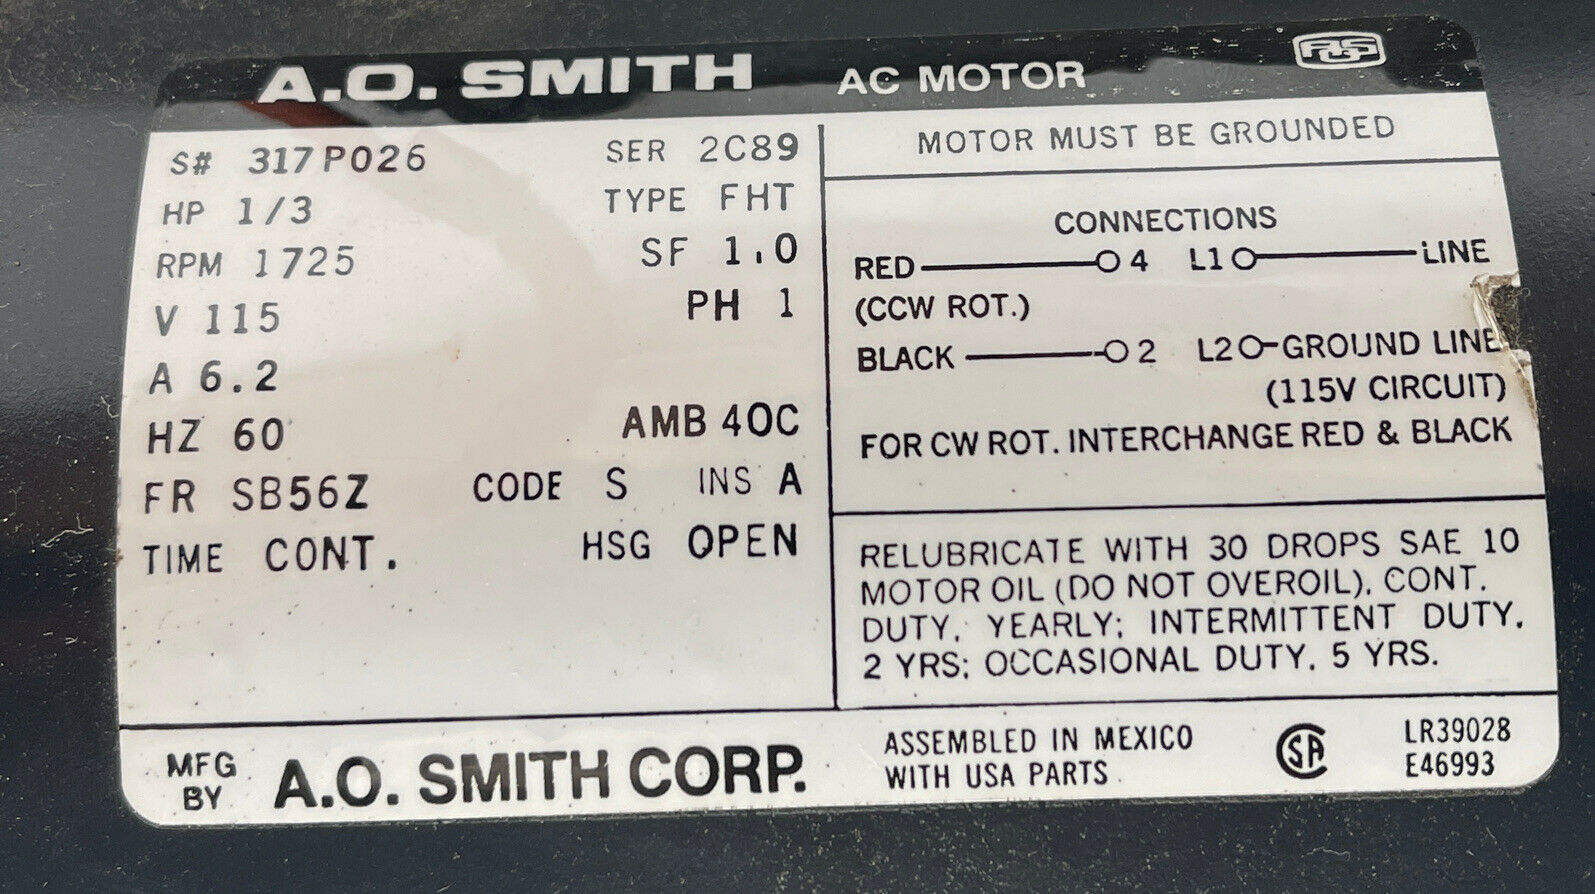 A.O. SMITH AC MOTOR AOS
S# 317P026 SER 2C89
HP 1/3 TYPE FHT
RPM 1725 SF 1.0
V 115 PH 1
A 6.2
HZ 60 AMB 40C
FR SB56Z CODE S INS A
TIME CONT. HSG OPEN
MOTOR MUST BE GROUNDED
CONNECTIONS
RED 4 L1 LINE
(CCW ROT.)
BLACK 2 L2 GROUND LINE
(115V CIRCUIT)
FOR CW ROT. INTERCHANGE RED & BLACK
RELUBRICATE WITH 30 DROPS SAE 10
MOTOR OIL (DO NOT OVEROIL). CONT.
DUTY, YEARLY; INTERMITTENT DUTY,
2 YRS; OCCASIONAL DUTY, 5 YRS.
MFG
BY A.O. SMITH CORP.
ASSEMBLED IN MEXICO
WITH USA PARTS
SA
LR39028
E46993